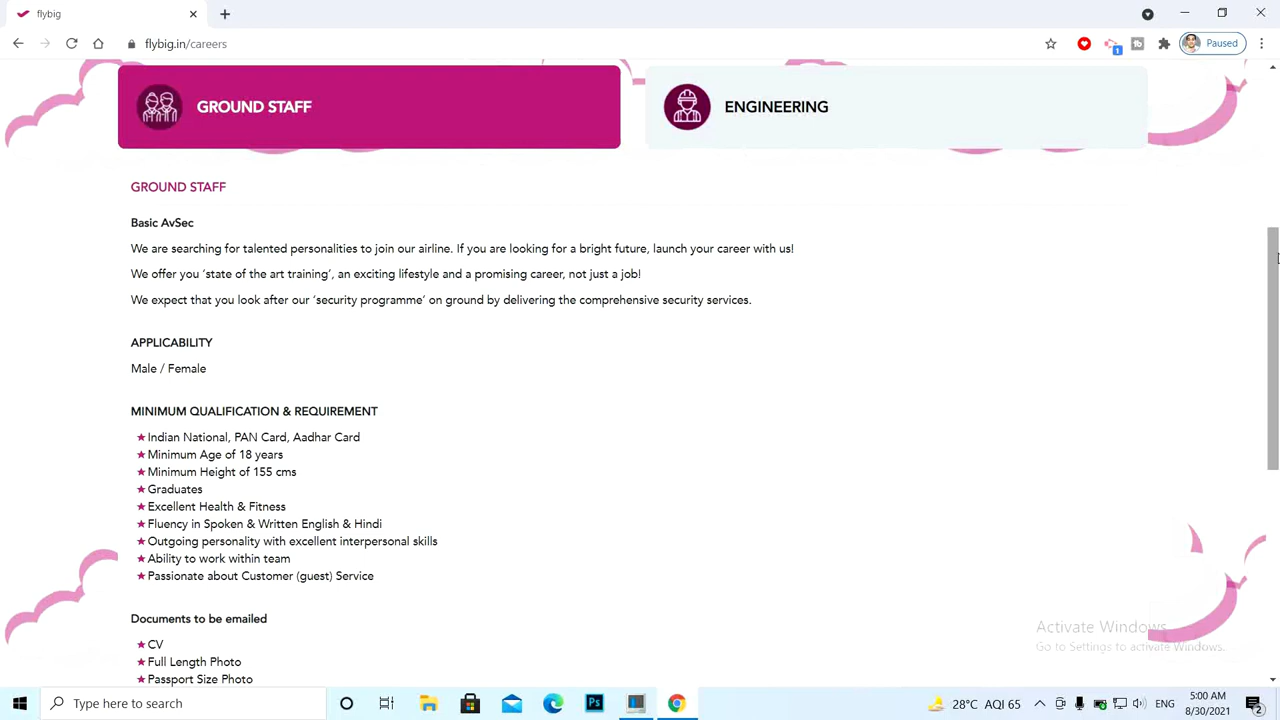 flybig
flybig.in/careers
1
Paused
GROUND STAFF
ENGINEERING
GROUND STAFF
Basic AvSec
We are searching for talented personalities to join our airline. If you are looking for a bright future, launch your career with us!
We offer you ‘state of the art training’, an exciting lifestyle and a promising career, not just a job!
We expect that you look after our ‘security programme’ on ground by delivering the comprehensive security services.
APPLICABILITY
Male / Female
MINIMUM QUALIFICATION & REQUIREMENT
★Indian National, PAN Card, Aadhar Card
★Minimum Age of 18 years
★Minimum Height of 155 cms
★Graduates
★Excellent Health & Fitness
★Fluency in Spoken & Written English & Hindi
★Outgoing personality with excellent interpersonal skills
★Ability to work within team
★Passionate about Customer (guest) Service
Documents to be emailed
★CV
★Full Length Photo
★Passport Size Photo
Activate Windows
Go to Settings to activate Windows.
Type here to search
Ps
28°C AQI 65
ENG
5:00 AM
8/30/2021
2